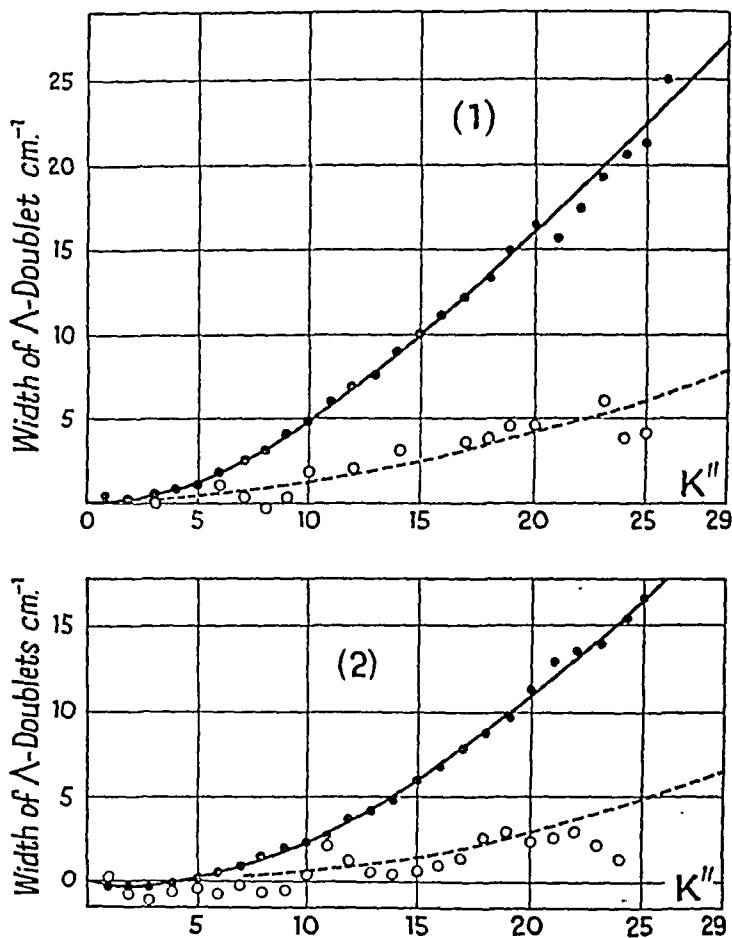 Width of Λ-Doublet cm.⁻¹
25
20
15
10
5
(1)
K″
0 5 10 15 20 25 29
Width of Λ-Doublets cm.⁻¹
15
10
5
0
(2)
K″
5 10 15 20 25 29